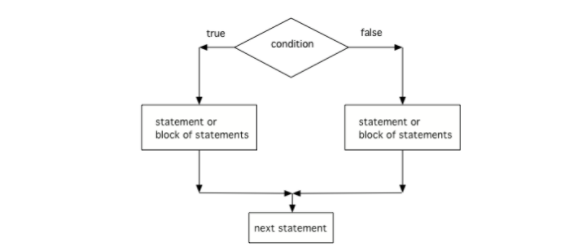 true
false
condition
statement or
block of statements
statement or
block of statements
next statement